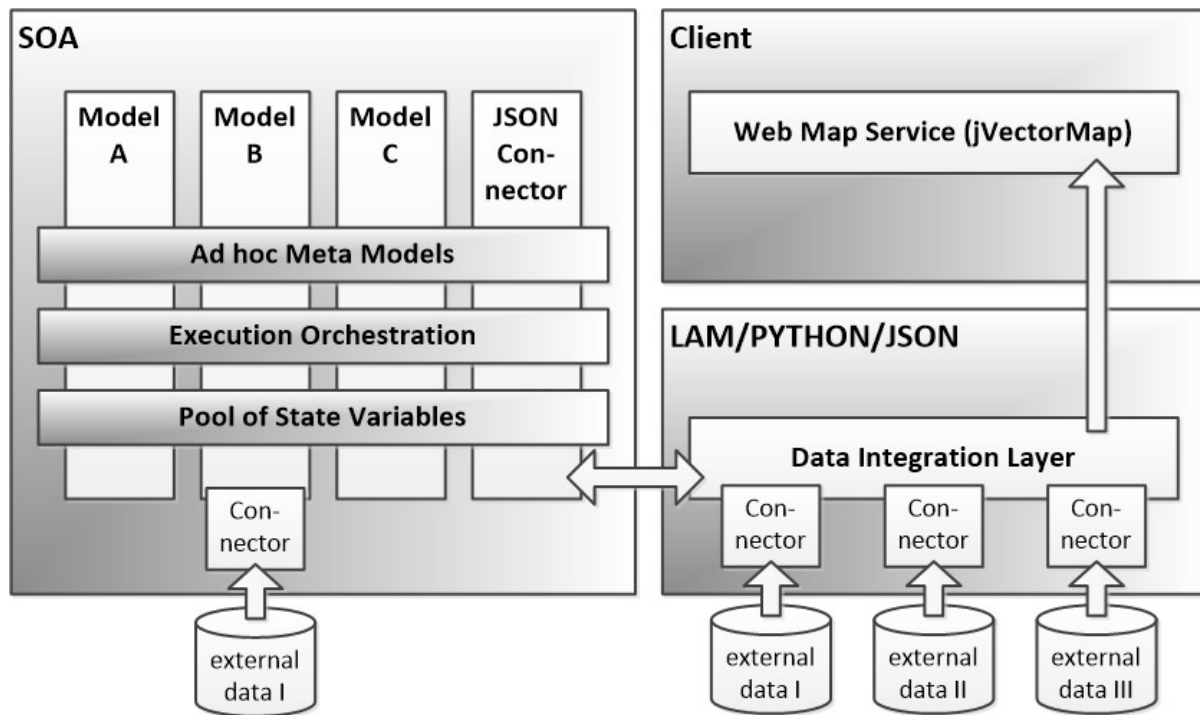 SOA
Model
A
Model
B
Model
C
JSON
Con-
nector
Ad hoc Meta Models
Execution Orchestration
Pool of State Variables
Con-
nector
external
data I
Client
Web Map Service (jVectorMap)
LAM/PYTHON/JSON
Data Integration Layer
Con-
nector
Con-
nector
Con-
nector
external
data I
external
data II
external
data III